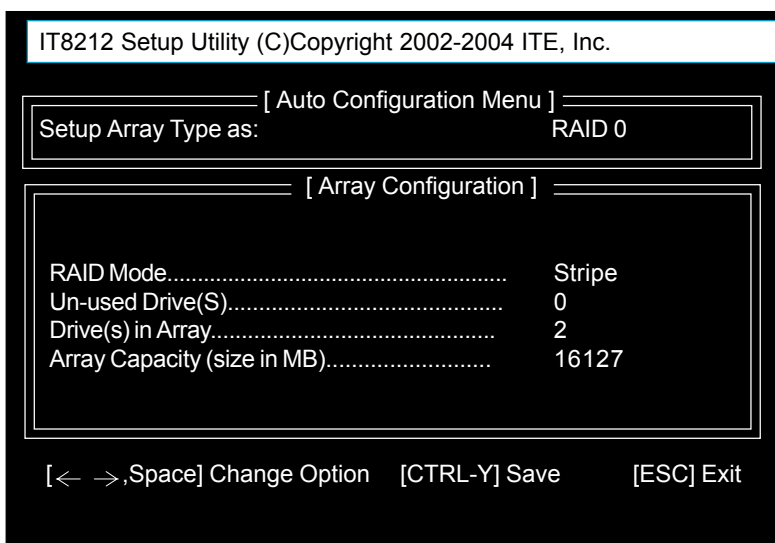 IT8212 Setup Utility (C)Copyright 2002-2004 ITE, Inc.
[ Auto Configuration Menu ]
Setup Array Type as: RAID 0
[ Array Configuration ]
RAID Mode....................................................... Stripe
Un-used Drive(S)............................................. 0
Drive(s) in Array.............................................. 2
Array Capacity (size in MB)........................... 16127
[← →,Space] Change Option [CTRL-Y] Save [ESC] Exit